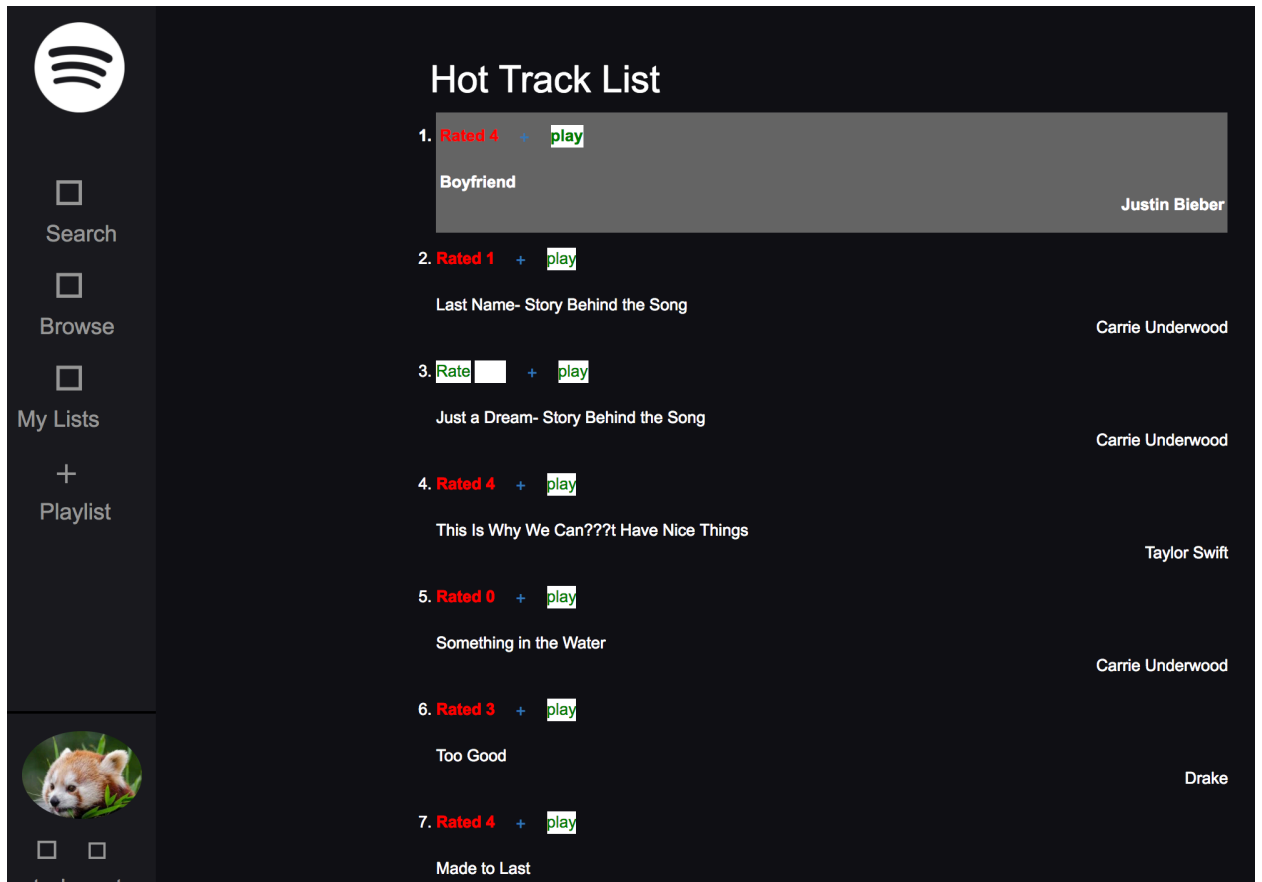 Hot Track List
1. Rated 4 + play
Boyfriend
Justin Bieber
2. Rated 1 + play
Last Name- Story Behind the Song
Carrie Underwood
3. Rate + play
Just a Dream- Story Behind the Song
Carrie Underwood
4. Rated 4 + play
This Is Why We Can???t Have Nice Things
Taylor Swift
5. Rated 0 + play
Something in the Water
Carrie Underwood
6. Rated 3 + play
Too Good
Drake
7. Rated 4 + play
Made to Last
Search
Browse
My Lists
+
Playlist